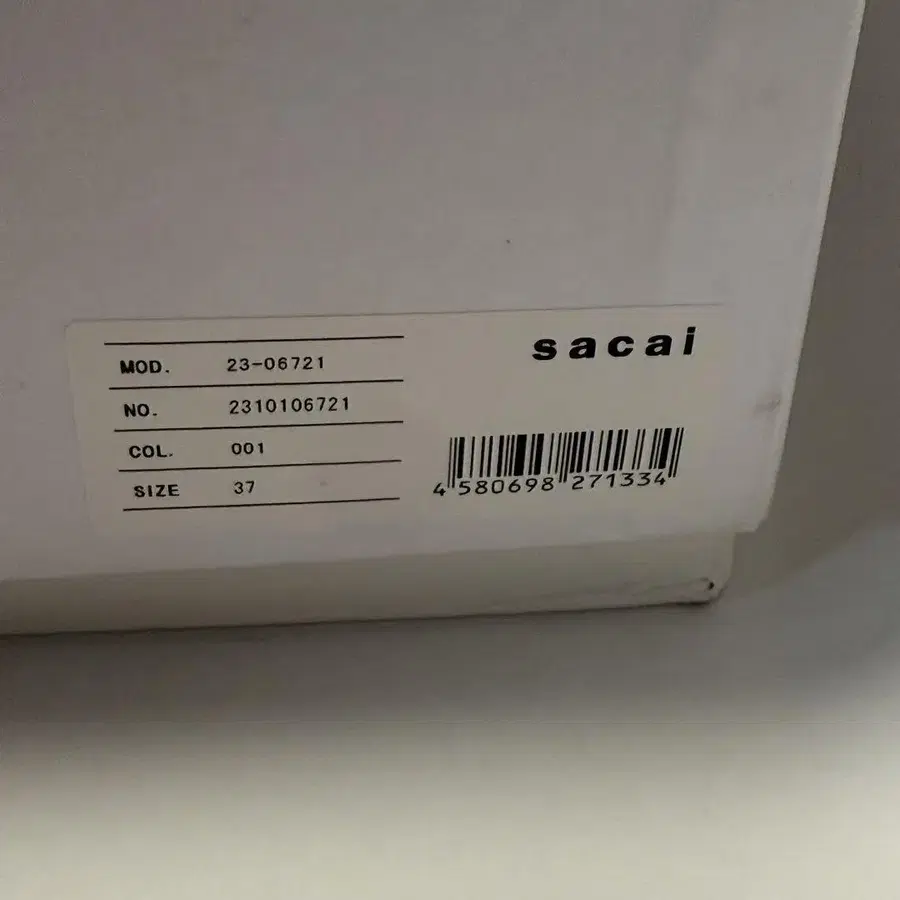 sacai
MOD. 23-06721
NO. 2310106721
COL. 001
SIZE 37
4 580698 271334